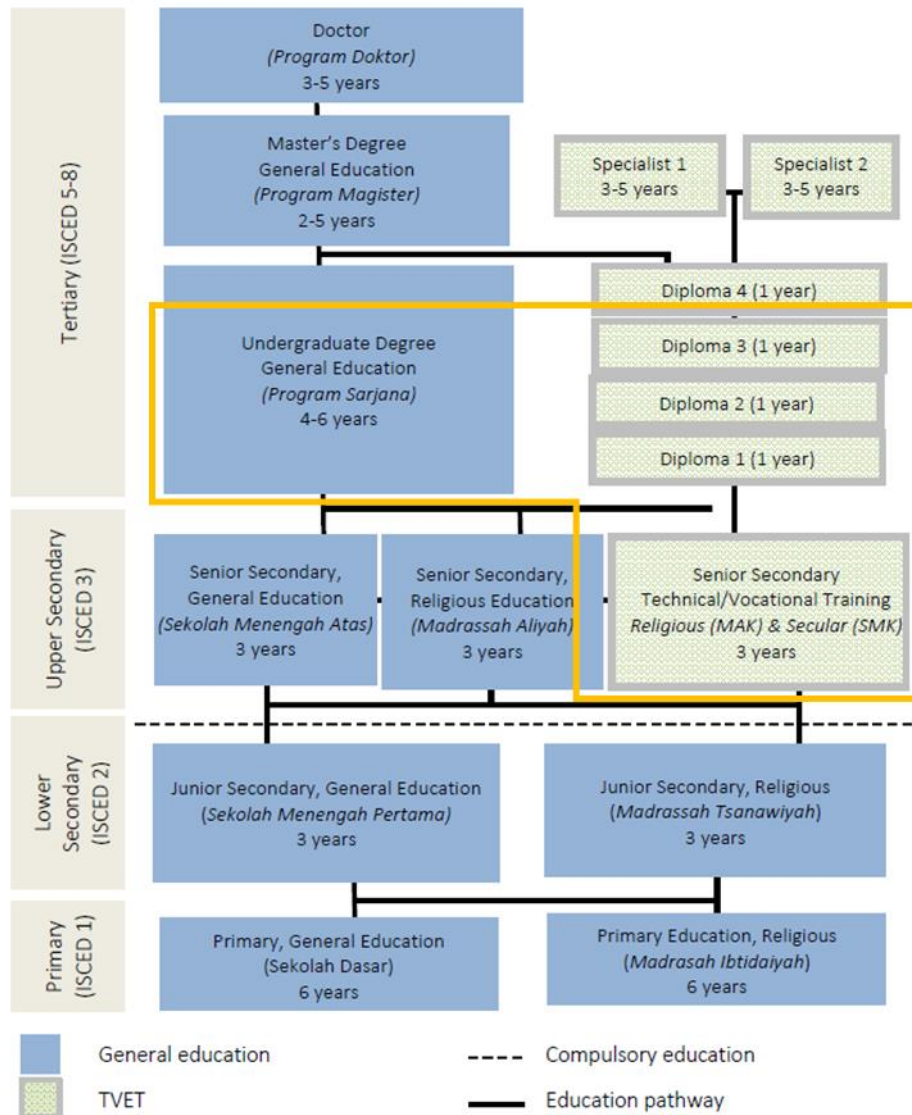 Doctor
(Program Doktor)
3-5 years
Master's Degree
General Education
(Program Magister)
2-5 years
Specialist 1
3-5 years
Specialist 2
3-5 years
Tertiary (ISCED 5-8)
Undergraduate Degree
General Education
(Program Sarjana)
4-6 years
Diploma 4 (1 year)
Diploma 3 (1 year)
Diploma 2 (1 year)
Diploma 1 (1 year)
Upper Secondary
(ISCED 3)
Senior Secondary,
General Education
(Sekolah Menengah Atas)
3 years
Senior Secondary,
Religious Education
(Madrassah Aliyah)
3 years
Senior Secondary
Technical/Vocational Training
Religious (MAK) & Secular (SMK)
3 years
Lower
Secondary
(ISCED 2)
Junior Secondary, General Education
(Sekolah Menengah Pertama)
3 years
Junior Secondary, Religious
(Madrassah Tsanawiyah)
3 years
Primary
(ISCED 1)
Primary, General Education
(Sekolah Dasar)
6 years
Primary Education, Religious
(Madrasah Ibtidaiyah)
6 years
General education
Compulsory education
TVET
Education pathway